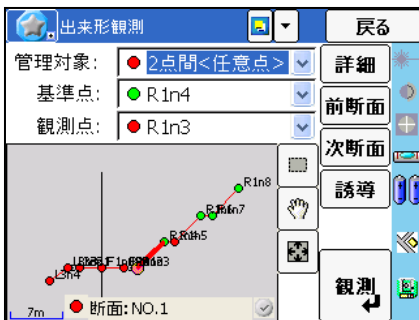 出来形観測
戻る
管理対象: 2点間<任意点>
詳細
基準点: R1n4
前断面
観測点: R1n3
次断面
誘導
R1n8
L3n4
7m
断面:NO.1
観測